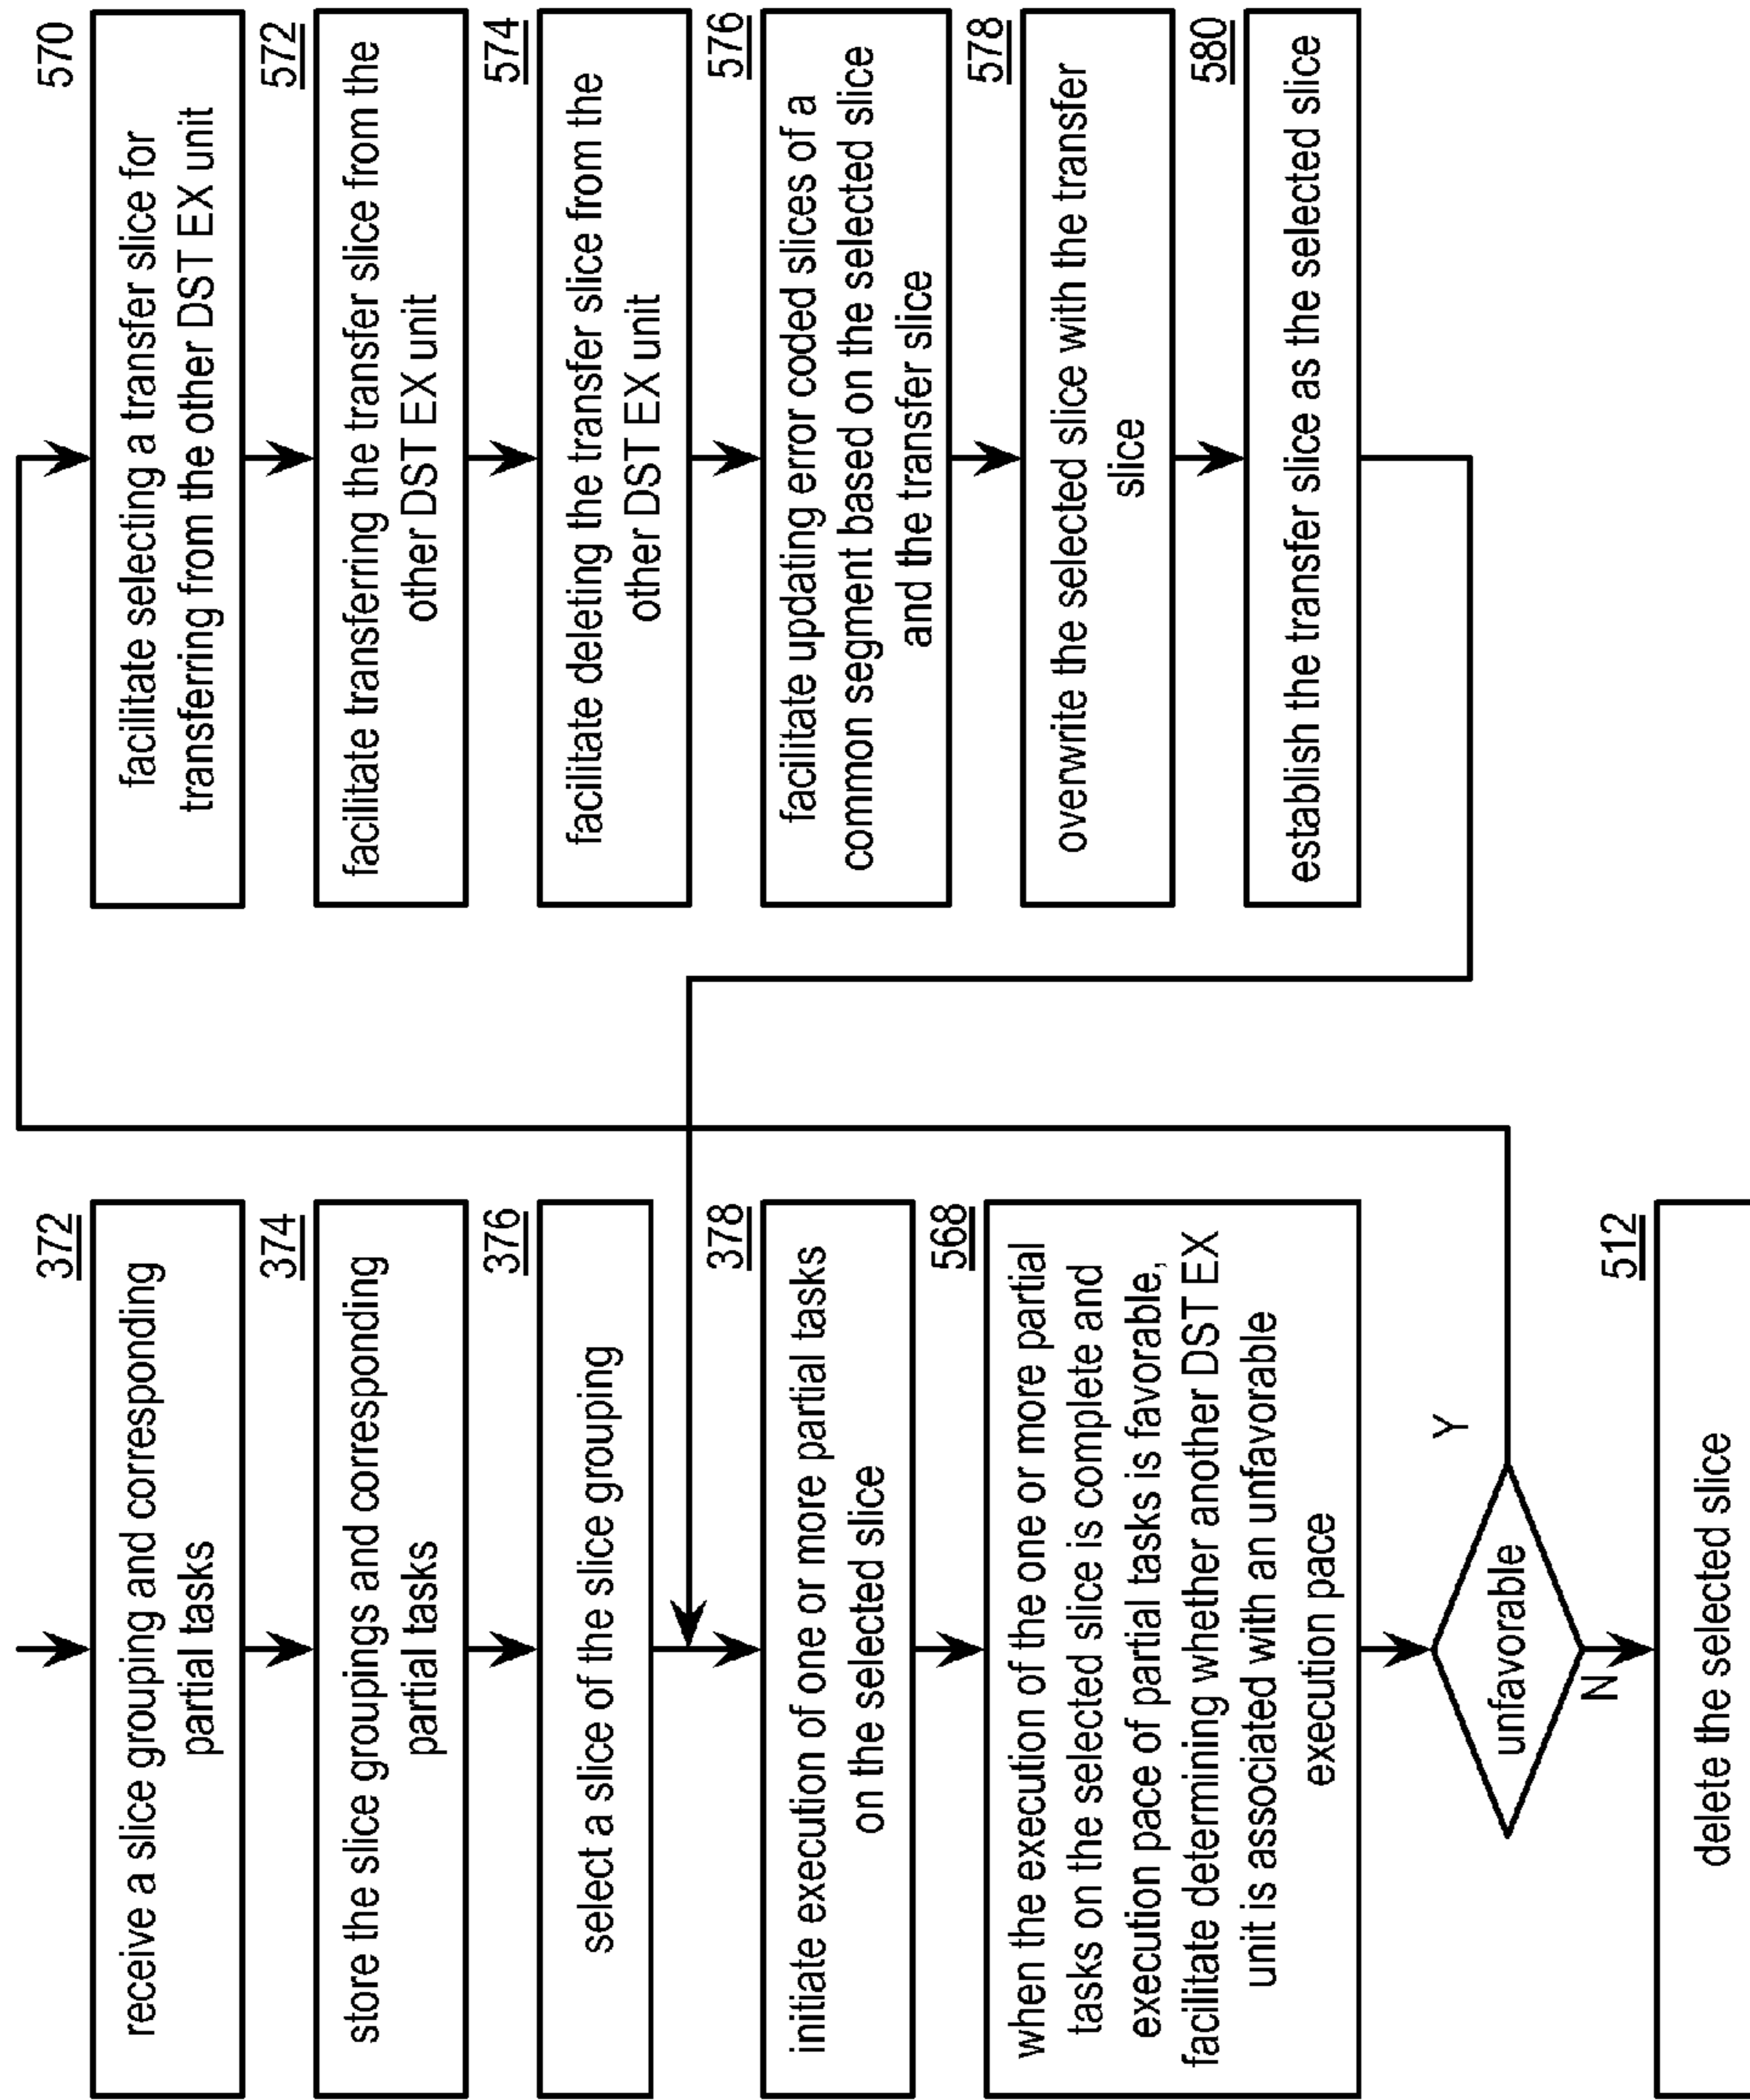 372
receive a slice grouping and corresponding
partial tasks
374
store the slice groupings and corresponding
partial tasks
376
select a slice of the slice grouping
378
initiate execution of one or more partial tasks
on the selected slice
568
when the execution of the one or more partial
tasks on the selected slice is complete and
execution pace of partial tasks is favorable,
facilitate determining whether another DST EX
unit is associated with an unfavorable
execution pace
unfavorable
Y
N
512
delete the selected slice
570
facilitate selecting a transfer slice for
transferring from the other DST EX unit
572
facilitate transferring the transfer slice from the
other DST EX unit
574
facilitate deleting the transfer slice from the
other DST EX unit
576
facilitate updating error coded slices of a
common segment based on the selected slice
and the transfer slice
578
overwrite the selected slice with the transfer
slice
580
establish the transfer slice as the selected slice